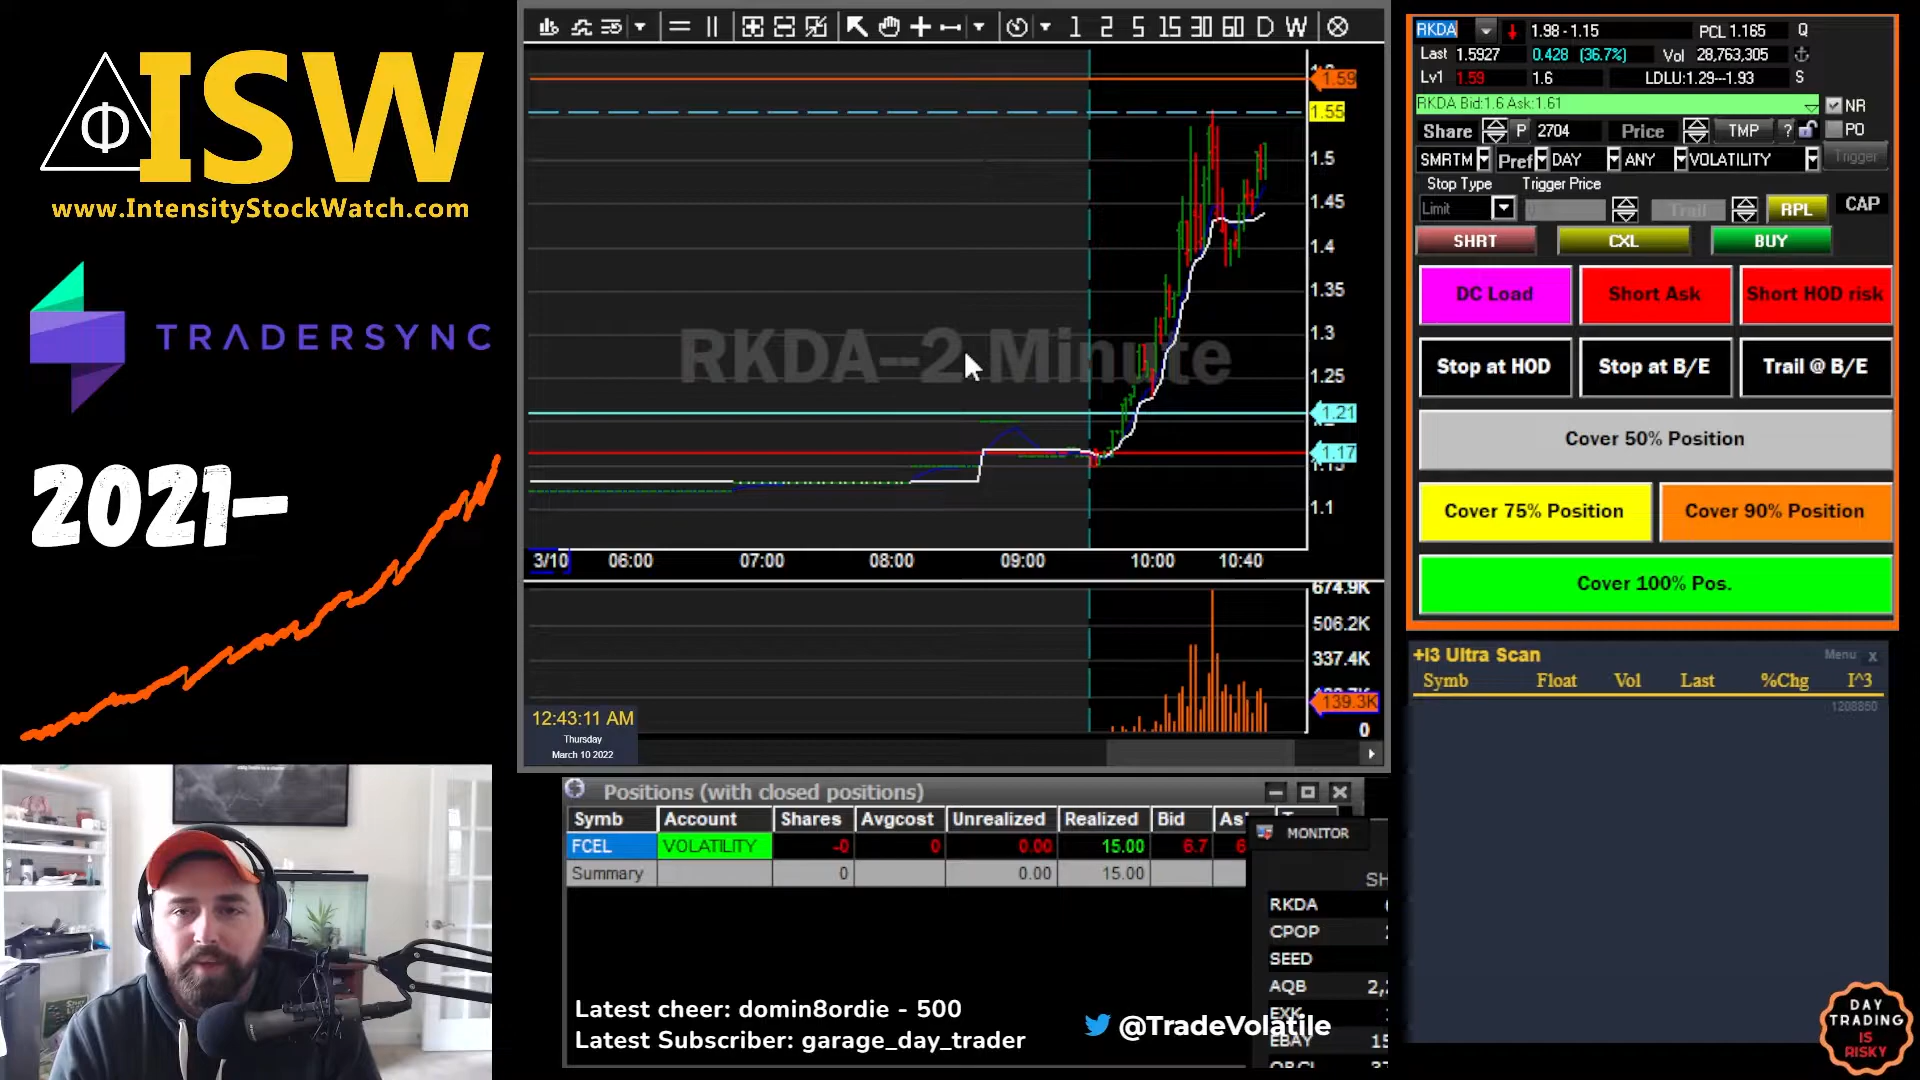 ISW
www.IntensityStockWatch.com
TRADERSYNC
2021-
1 2 5 15 30 60 D W
1.59
1.55
1.5
1.45
1.4
1.35
1.3
1.25
1.21
1.17
1.1
RKDA--2 Minute
3/10 06:00 07:00 08:00 09:00 10:00 10:40
674.9K
506.2K
337.4K
139.3K
0
12:43:11 AM
Thursday
March 10 2022
RKDA 1.98 - 1.15 PCL 1.165 Q
Last 1.5927 0.428 (36.7%) Vol 28,763,305
Lv1 1.59 1.6 LDLU:1.29---1.93 S
RKDA Bid:1.6 Ask:1.61 NR
Share P 2704 Price TMP ? PO
SMRTM Pref DAY ANY VOLATILITY Trigger
Stop Type Trigger Price
Limit Trail RPL CAP
SHRT CXL BUY
DC Load Short Ask Short HOD risk
Stop at HOD Stop at B/E Trail @ B/E
Cover 50% Position
Cover 75% Position Cover 90% Position
Cover 100% Pos.
+I3 Ultra Scan Menu x
Symb Float Vol Last %Chg I^3
1208850
Positions (with closed positions)
Symb Account Shares Avgcost Unrealized Realized Bid
FCEL VOLATILITY -0 0 0.00 15.00 6.7
Summary 0 0.00 15.00
MONITOR
RKDA
CPOP
SEED
AQB
EXK
EBAY
ORCL
Latest cheer: domin8ordie - 500
Latest Subscriber: garage_day_trader
@TradeVolatile
DAY
TRADING
IS
RISKY